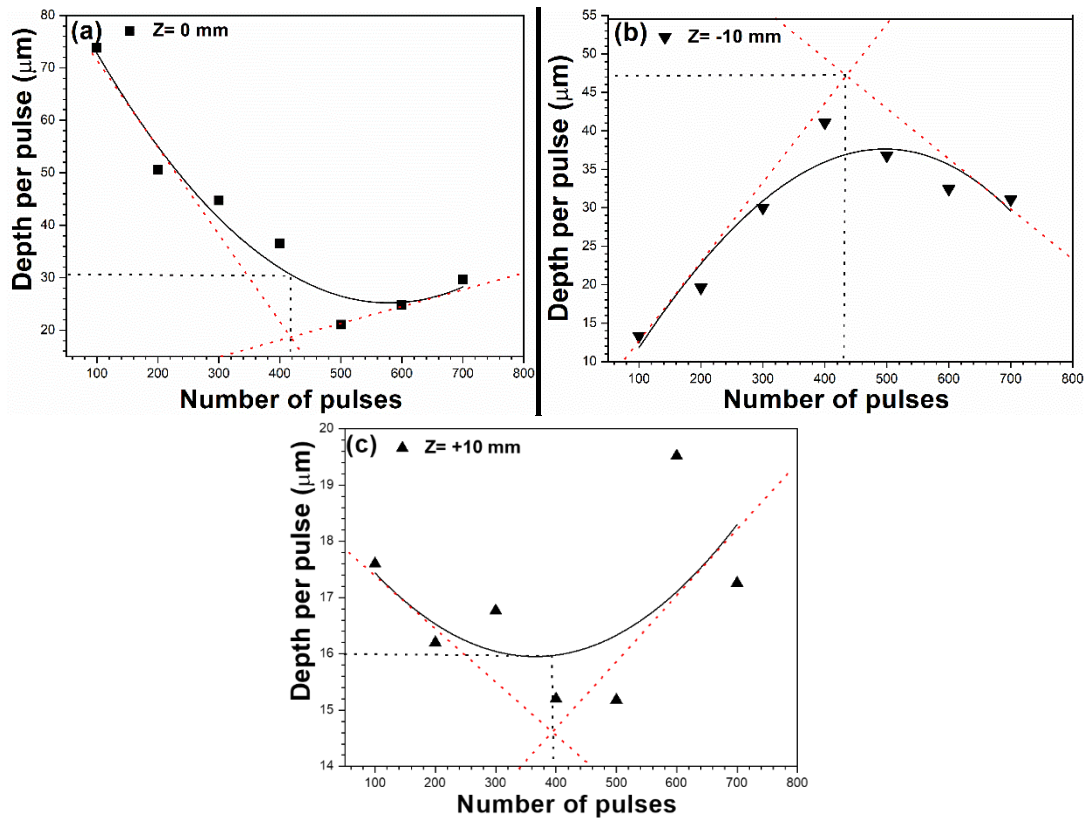 (a) ■ Z= 0 mm
80
70
60
50
40
30
20
Depth per pulse (μm)
100 200 300 400 500 600 700 800
Number of pulses
(b) ▼ Z= -10 mm
55
50
45
40
35
30
25
20
15
10
Depth per pulse (μm)
100 200 300 400 500 600 700 800
Number of pulses
(c) ▲ Z= +10 mm
20
19
18
17
16
15
14
Depth per pulse (μm)
100 200 300 400 500 600 700 800
Number of pulses